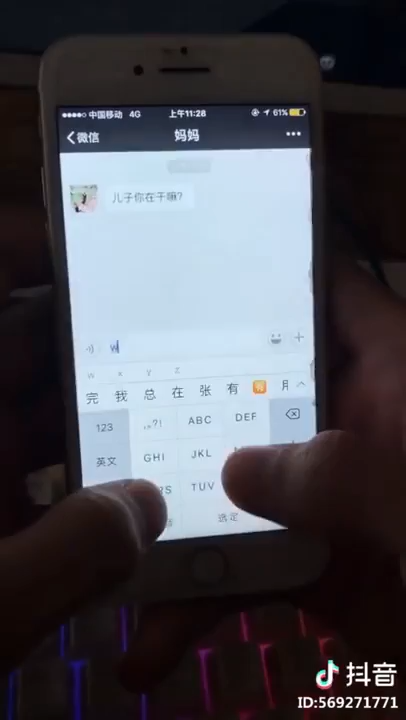 中国移动 4G 上午11:28 61%
微信 妈妈
儿子你在干嘛?
w
w x y z
完 我 总 在 张 有 月
123 ,。?! ABC DEF
英文 GHI JKL
TUV
选定
抖音
ID:569271771